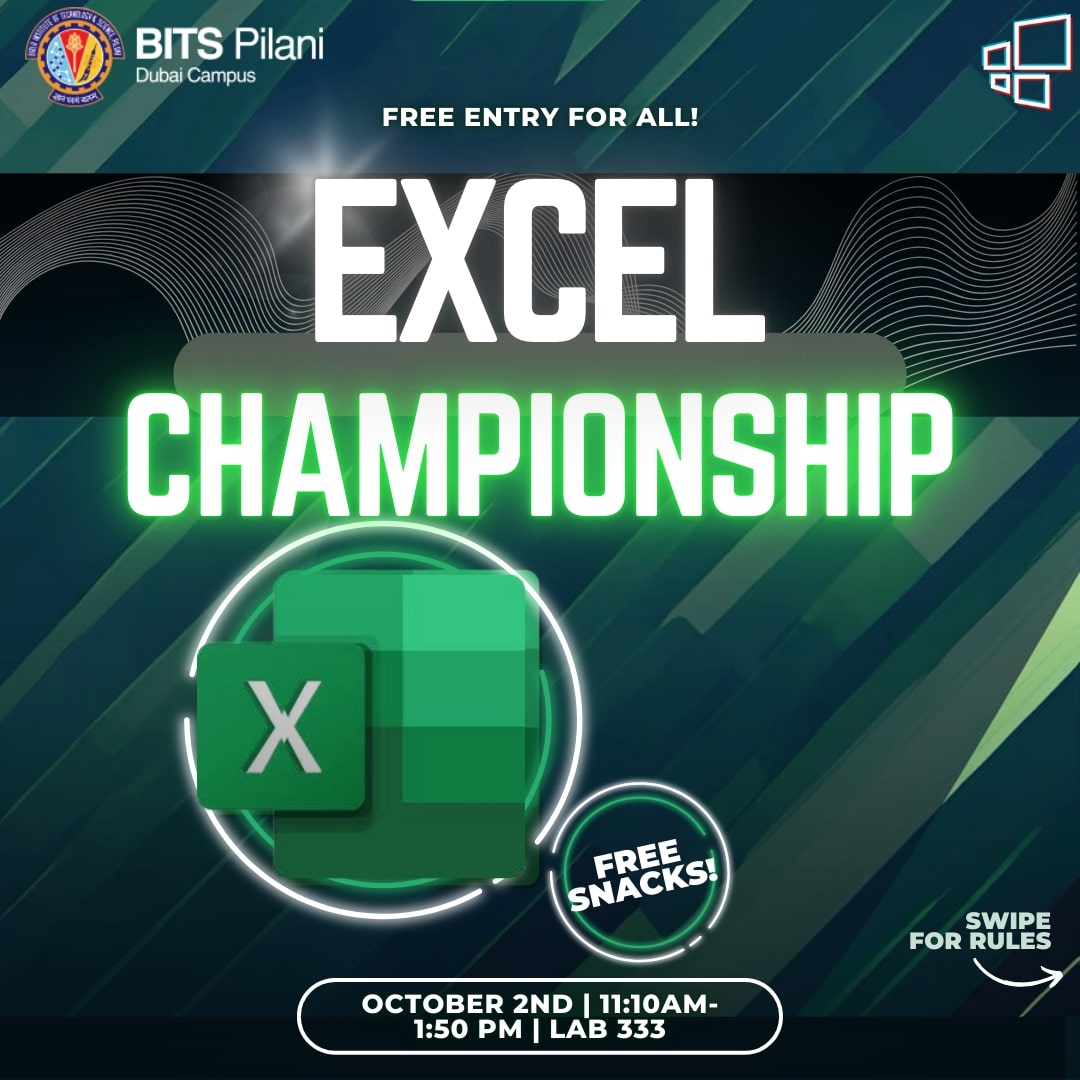 BITS Pilani
Dubai Campus
FREE ENTRY FOR ALL!
EXCEL
CHAMPIONSHIP
X
FREE
SNACKS!
SWIPE
FOR RULES
OCTOBER 2ND | 11:10AM-
1:50 PM | LAB 333